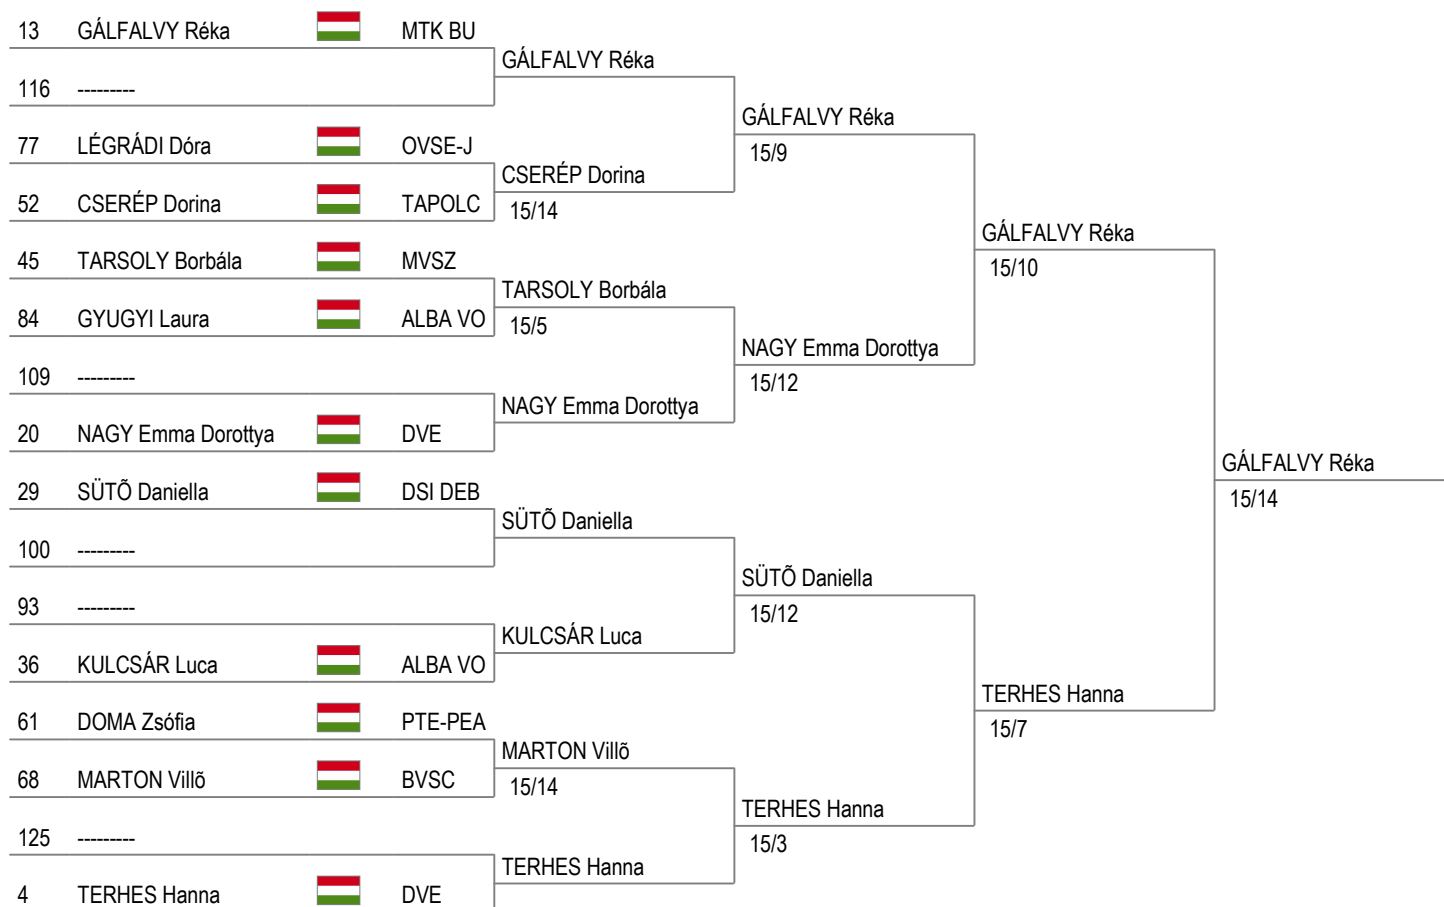 13 GÁLFALVY Réka MTK BU
GÁLFALVY Réka
116 ---------
GÁLFALVY Réka
77 LÉGRÁDI Dóra OVSE-J
15/9
CSERÉP Dorina
52 CSERÉP Dorina TAPOLC
15/14
GÁLFALVY Réka
45 TARSOLY Borbála MVSZ
15/10
TARSOLY Borbála
84 GYUGYI Laura ALBA VO
15/5
NAGY Emma Dorottya
109 ---------
15/12
NAGY Emma Dorottya
20 NAGY Emma Dorottya DVE
GÁLFALVY Réka
29 SÜTÕ Daniella DSI DEB
15/14
SÜTÕ Daniella
100 ---------
SÜTÕ Daniella
93 ---------
15/12
KULCSÁR Luca
36 KULCSÁR Luca ALBA VO
TERHES Hanna
61 DOMA Zsófia PTE-PEA
15/7
MARTON Villõ
68 MARTON Villõ BVSC
15/14
TERHES Hanna
125 ---------
15/3
TERHES Hanna
4 TERHES Hanna DVE